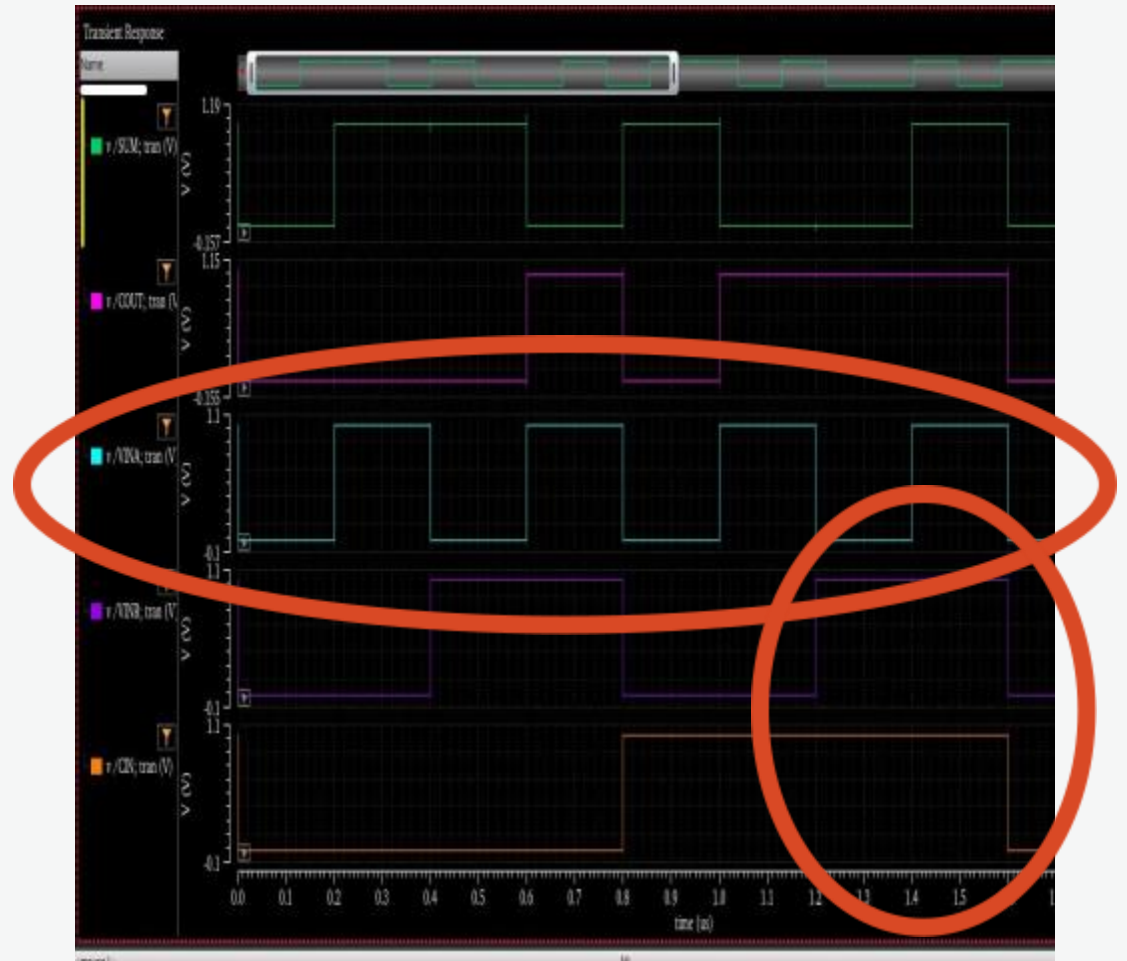 Transient Response
Name
1.19
v /SUM; tran (V)
(V)
-0.157
1.15
v /COUT; tran (V
(V)
-0.155
1.1
v /VINA; tran (V
(V)
-0.1
1.1
v /VINB; tran (V
(V)
-0.1
1.1
v /CIN; tran (V)
(V)
-0.1
0.0 0.1 0.2 0.3 0.4 0.5 0.6 0.7 0.8 0.9 1.0 1.1 1.2 1.3 1.4 1.5
time (us)